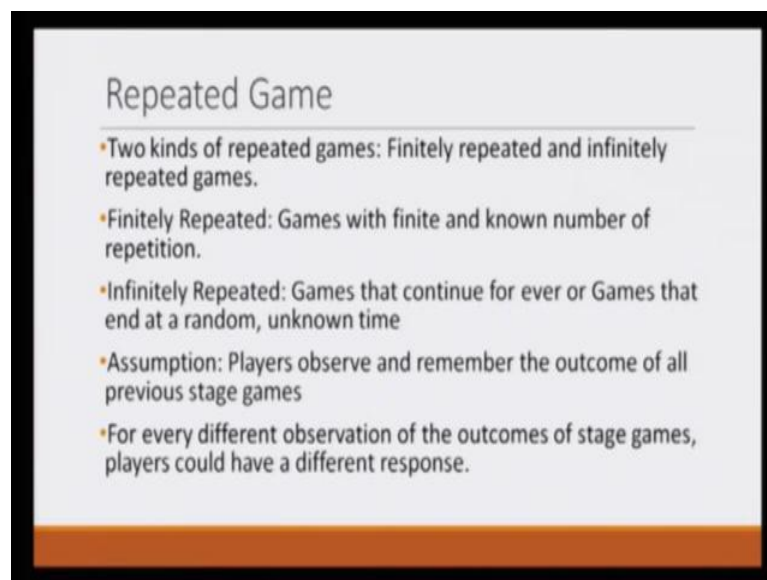 Repeated Game
•Two kinds of repeated games: Finitely repeated and infinitely
repeated games.
•Finitely Repeated: Games with finite and known number of
repetition.
•Infinitely Repeated: Games that continue for ever or Games that
end at a random, unknown time
•Assumption: Players observe and remember the outcome of all
previous stage games
•For every different observation of the outcomes of stage games,
players could have a different response.